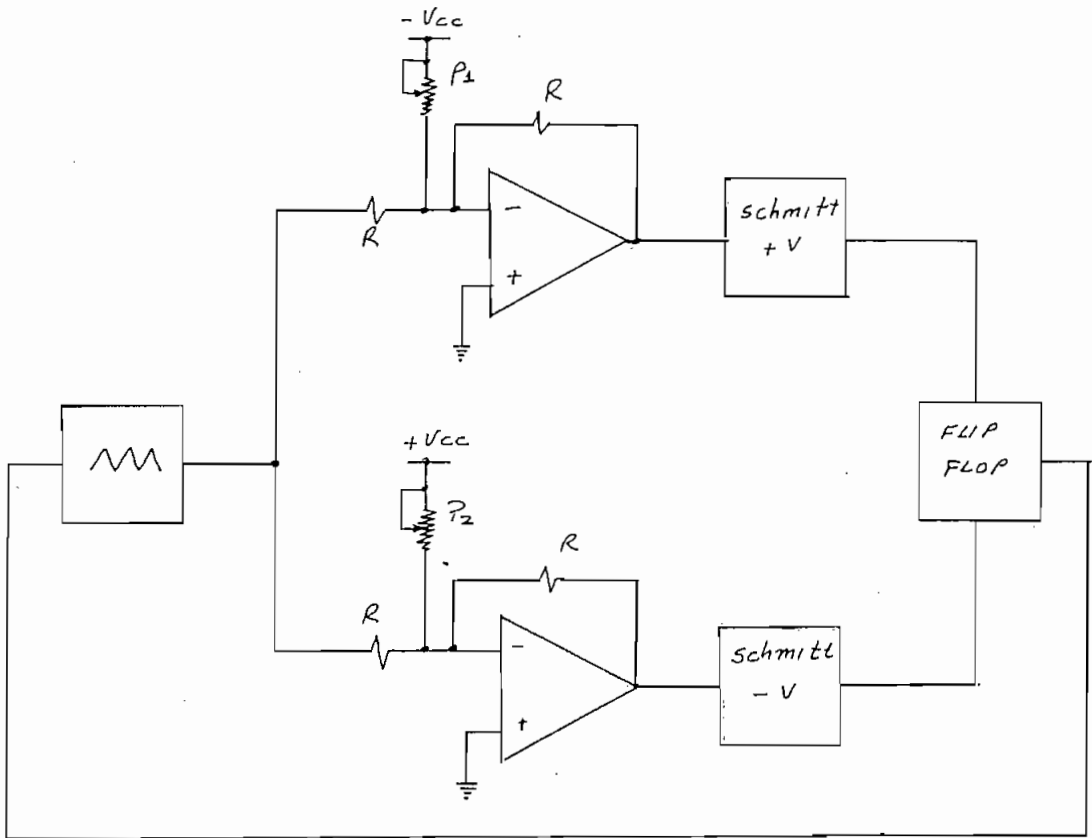 - Vcc
P1
R
R
-
+
schmitt
+ V
+ Vcc
P2
R
R
-
+
schmitt
- V
FLIP
FLOP